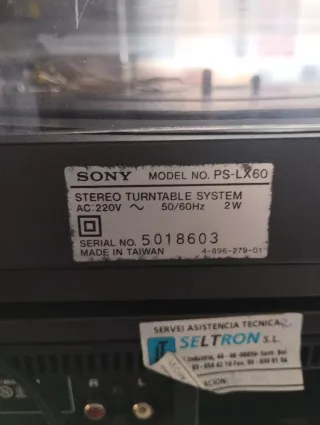 SONY MODEL NO. PS-LX60
STEREO TURNTABLE SYSTEM
AC:220V ~ 50/60Hz 2W
SERIAL NO. 5018603
MADE IN TAIWAN 4-896-279-01
SERVEI ASISTENCIA TECNICA
SELTRON S.L.
R L